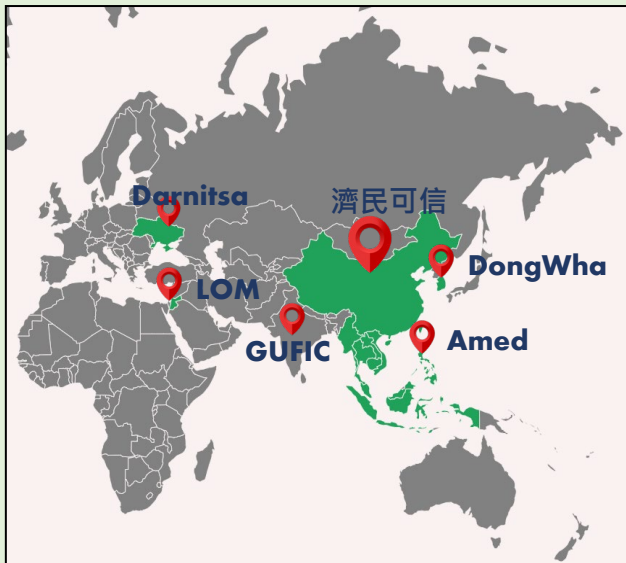 Darnitsa
濟民可信
DongWha
LOM
GUFIC
Amed